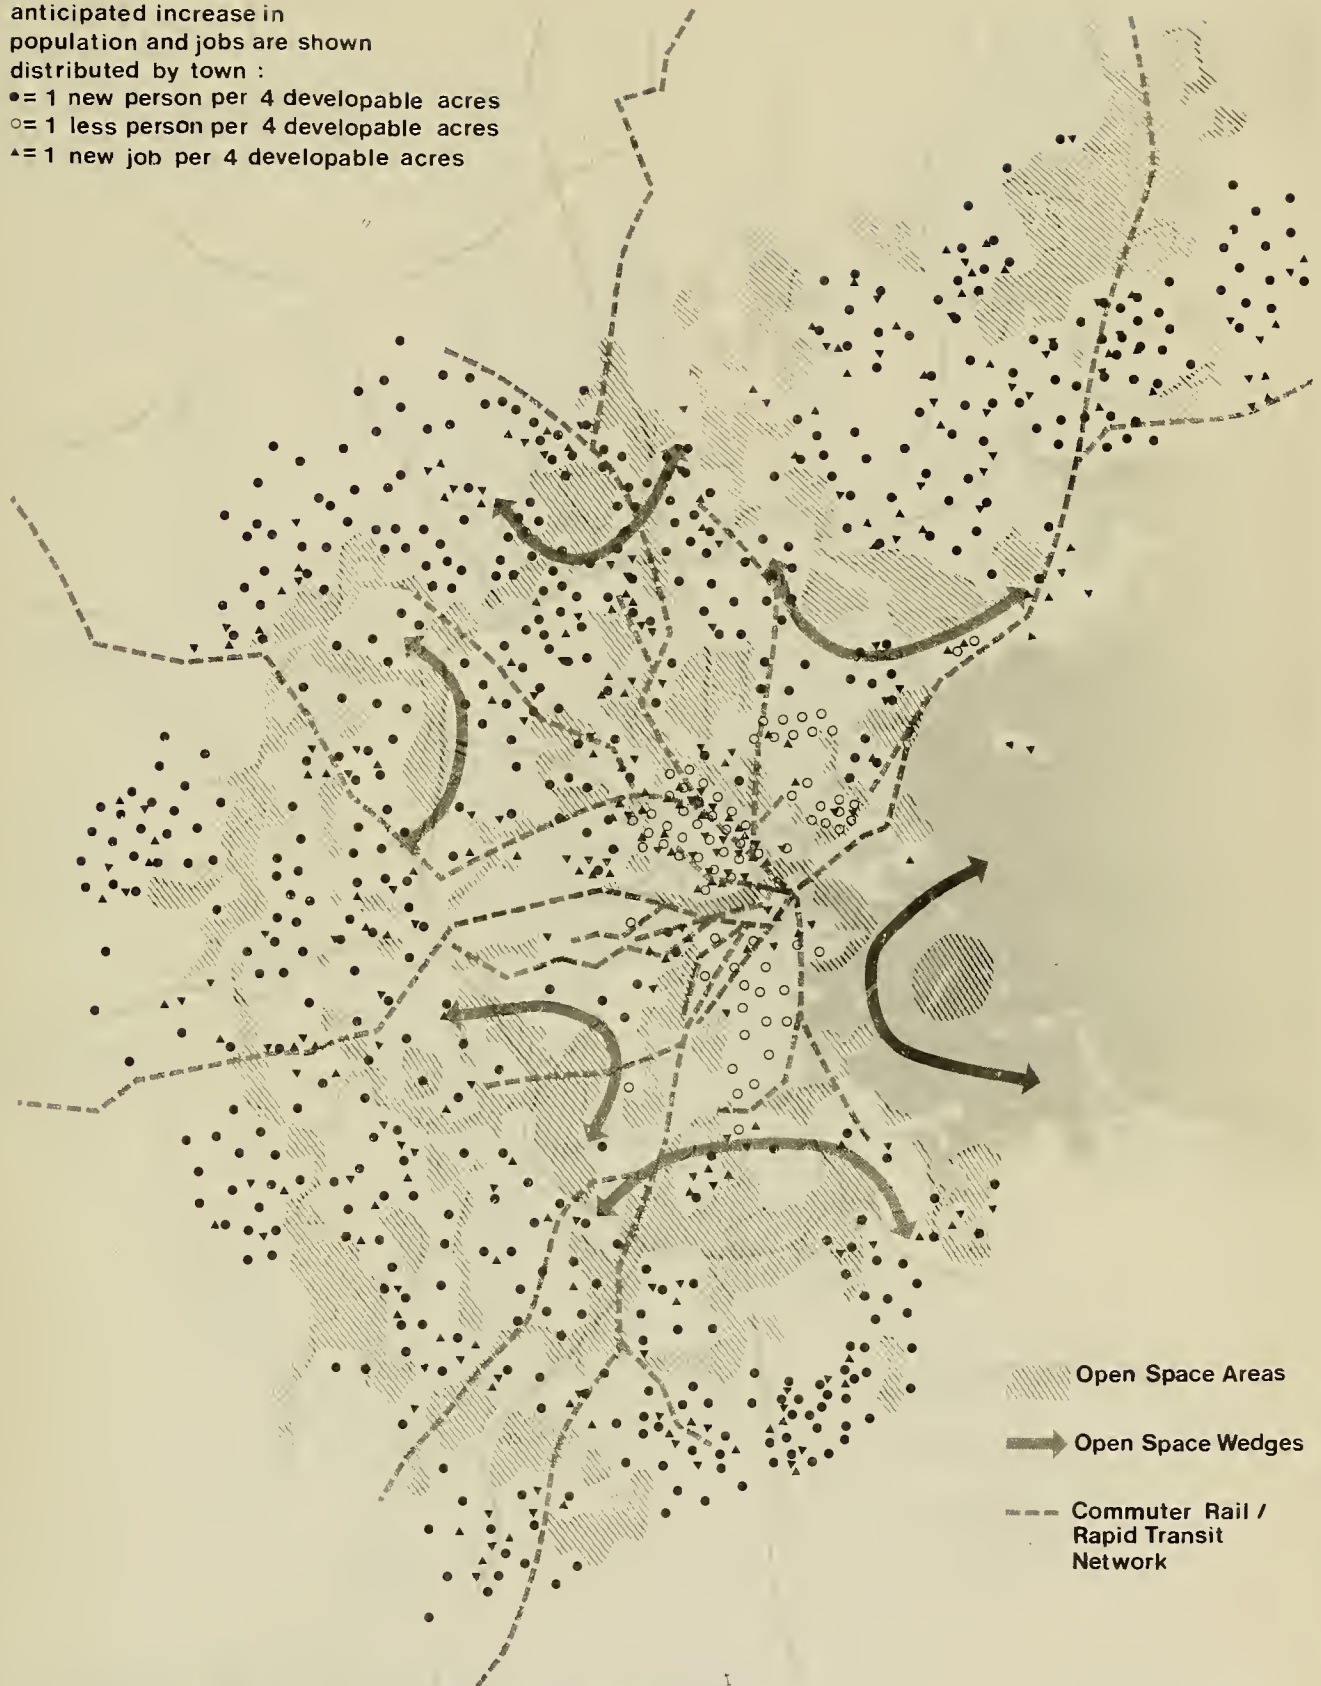 anticipated increase in
population and jobs are shown
distributed by town :
●= 1 new person per 4 developable acres
○= 1 less person per 4 developable acres
▲= 1 new job per 4 developable acres
Open Space Areas
Open Space Wedges
Commuter Rail /
Rapid Transit
Network